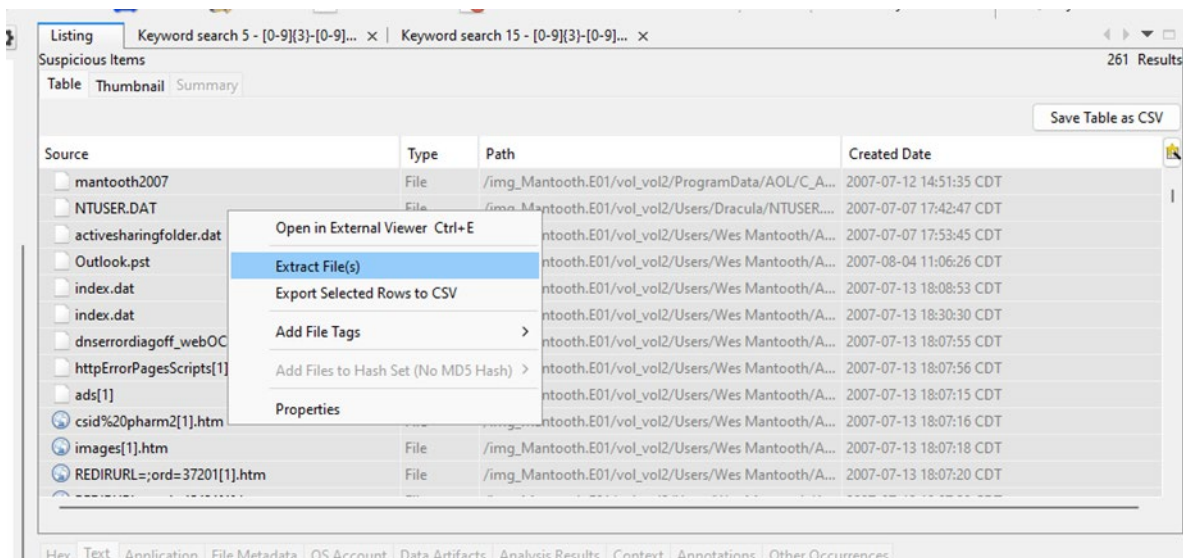 Listing Keyword search 5 - [0-9]{3}-[0-9]... × Keyword search 15 - [0-9]{3}-[0-9]... ×
Suspicious Items 261 Results
Table Thumbnail Summary
Save Table as CSV
Source Type Path Created Date
mantooth2007 File /img_Mantooth.E01/vol_vol2/ProgramData/AOL/C_A... 2007-07-12 14:51:35 CDT
NTUSER.DAT File /img_Mantooth.E01/vol_vol2/Users/Dracula/NTUSER.... 2007-07-07 17:42:47 CDT
activesharingfolder.dat ntooth.E01/vol_vol2/Users/Wes Mantooth/A... 2007-07-07 17:53:45 CDT
Outlook.pst ntooth.E01/vol_vol2/Users/Wes Mantooth/A... 2007-08-04 11:06:26 CDT
index.dat ntooth.E01/vol_vol2/Users/Wes Mantooth/A... 2007-07-13 18:08:53 CDT
index.dat ntooth.E01/vol_vol2/Users/Wes Mantooth/A... 2007-07-13 18:30:30 CDT
dnserrordiagoff_webOC ntooth.E01/vol_vol2/Users/Wes Mantooth/A... 2007-07-13 18:07:55 CDT
httpErrorPagesScripts[1] ntooth.E01/vol_vol2/Users/Wes Mantooth/A... 2007-07-13 18:07:56 CDT
ads[1] ntooth.E01/vol_vol2/Users/Wes Mantooth/A... 2007-07-13 18:07:15 CDT
csid%20pharm2[1].htm ntooth.E01/vol_vol2/Users/Wes Mantooth/A... 2007-07-13 18:07:16 CDT
images[1].htm File /img_Mantooth.E01/vol_vol2/Users/Wes Mantooth/A... 2007-07-13 18:07:18 CDT
REDIRURL=;ord=37201[1].htm File /img_Mantooth.E01/vol_vol2/Users/Wes Mantooth/A... 2007-07-13 18:07:20 CDT
Open in External Viewer Ctrl+E
Extract File(s)
Export Selected Rows to CSV
Add File Tags >
Add Files to Hash Set (No MD5 Hash) >
Properties
Hex Text Application File Metadata OS Account Data Artifacts Analysis Results Context Annotations Other Occurrences